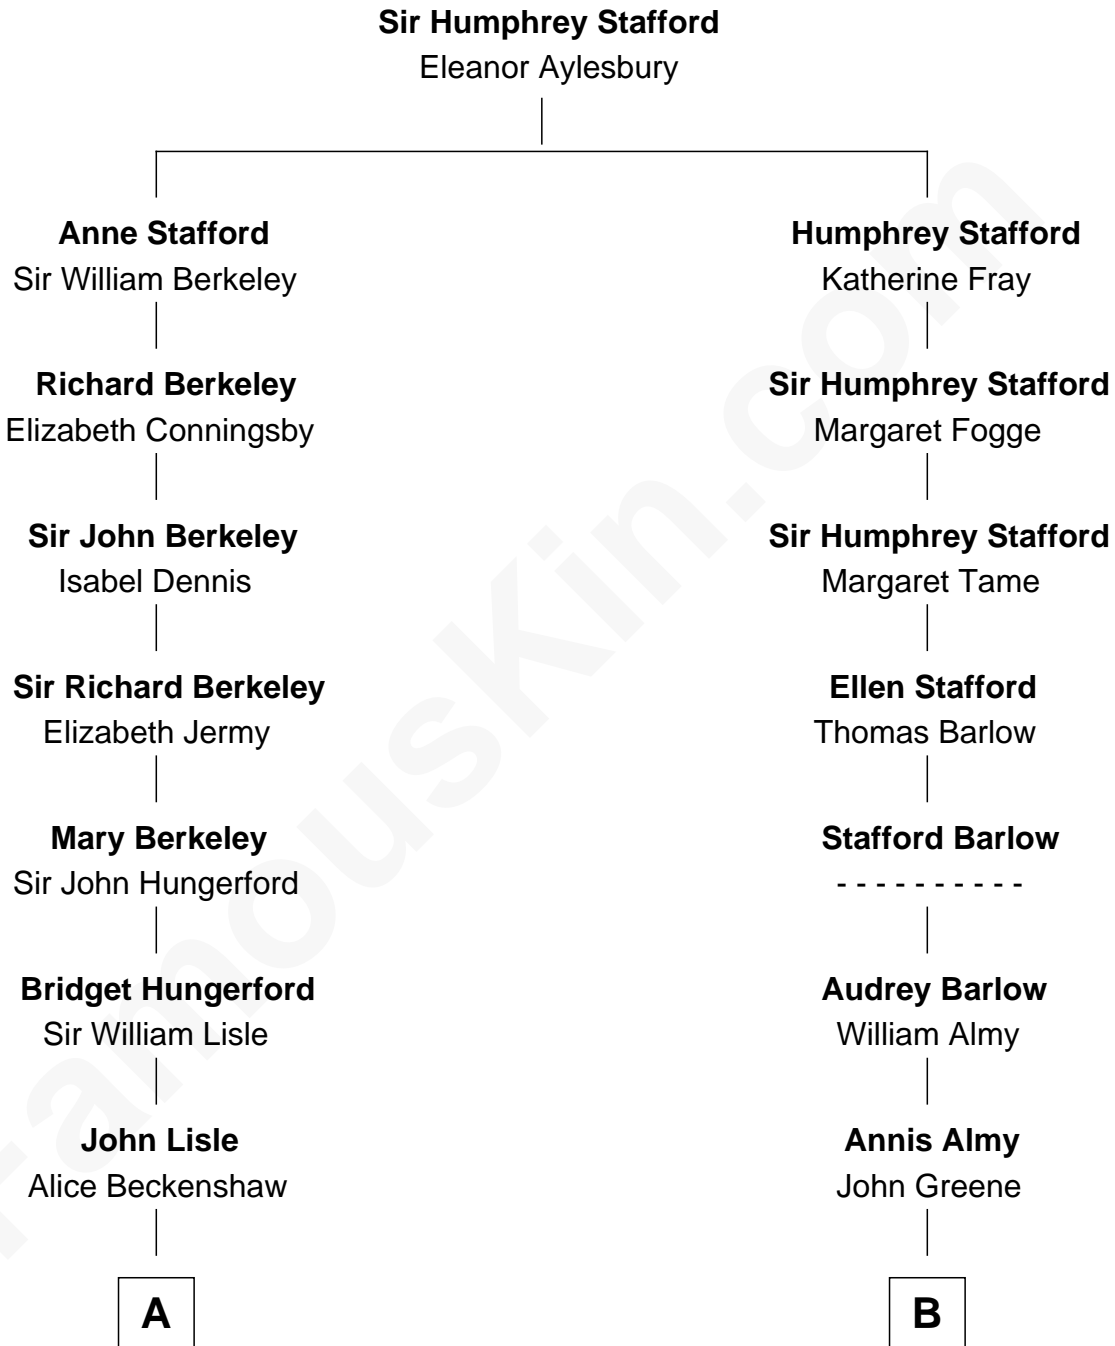 Sir Humphrey Stafford
Eleanor Aylesbury
Anne Stafford
Sir William Berkeley
Richard Berkeley
Elizabeth Conningsby
Sir John Berkeley
Isabel Dennis
Sir Richard Berkeley
Elizabeth Jermy
Mary Berkeley
Sir John Hungerford
Bridget Hungerford
Sir William Lisle
John Lisle
Alice Beckenshaw
A
Humphrey Stafford
Katherine Fray
Sir Humphrey Stafford
Margaret Fogge
Sir Humphrey Stafford
Margaret Tame
Ellen Stafford
Thomas Barlow
Stafford Barlow
- - - - - - - - - -
Audrey Barlow
William Almy
Annis Almy
John Greene
B
FamousKin.com